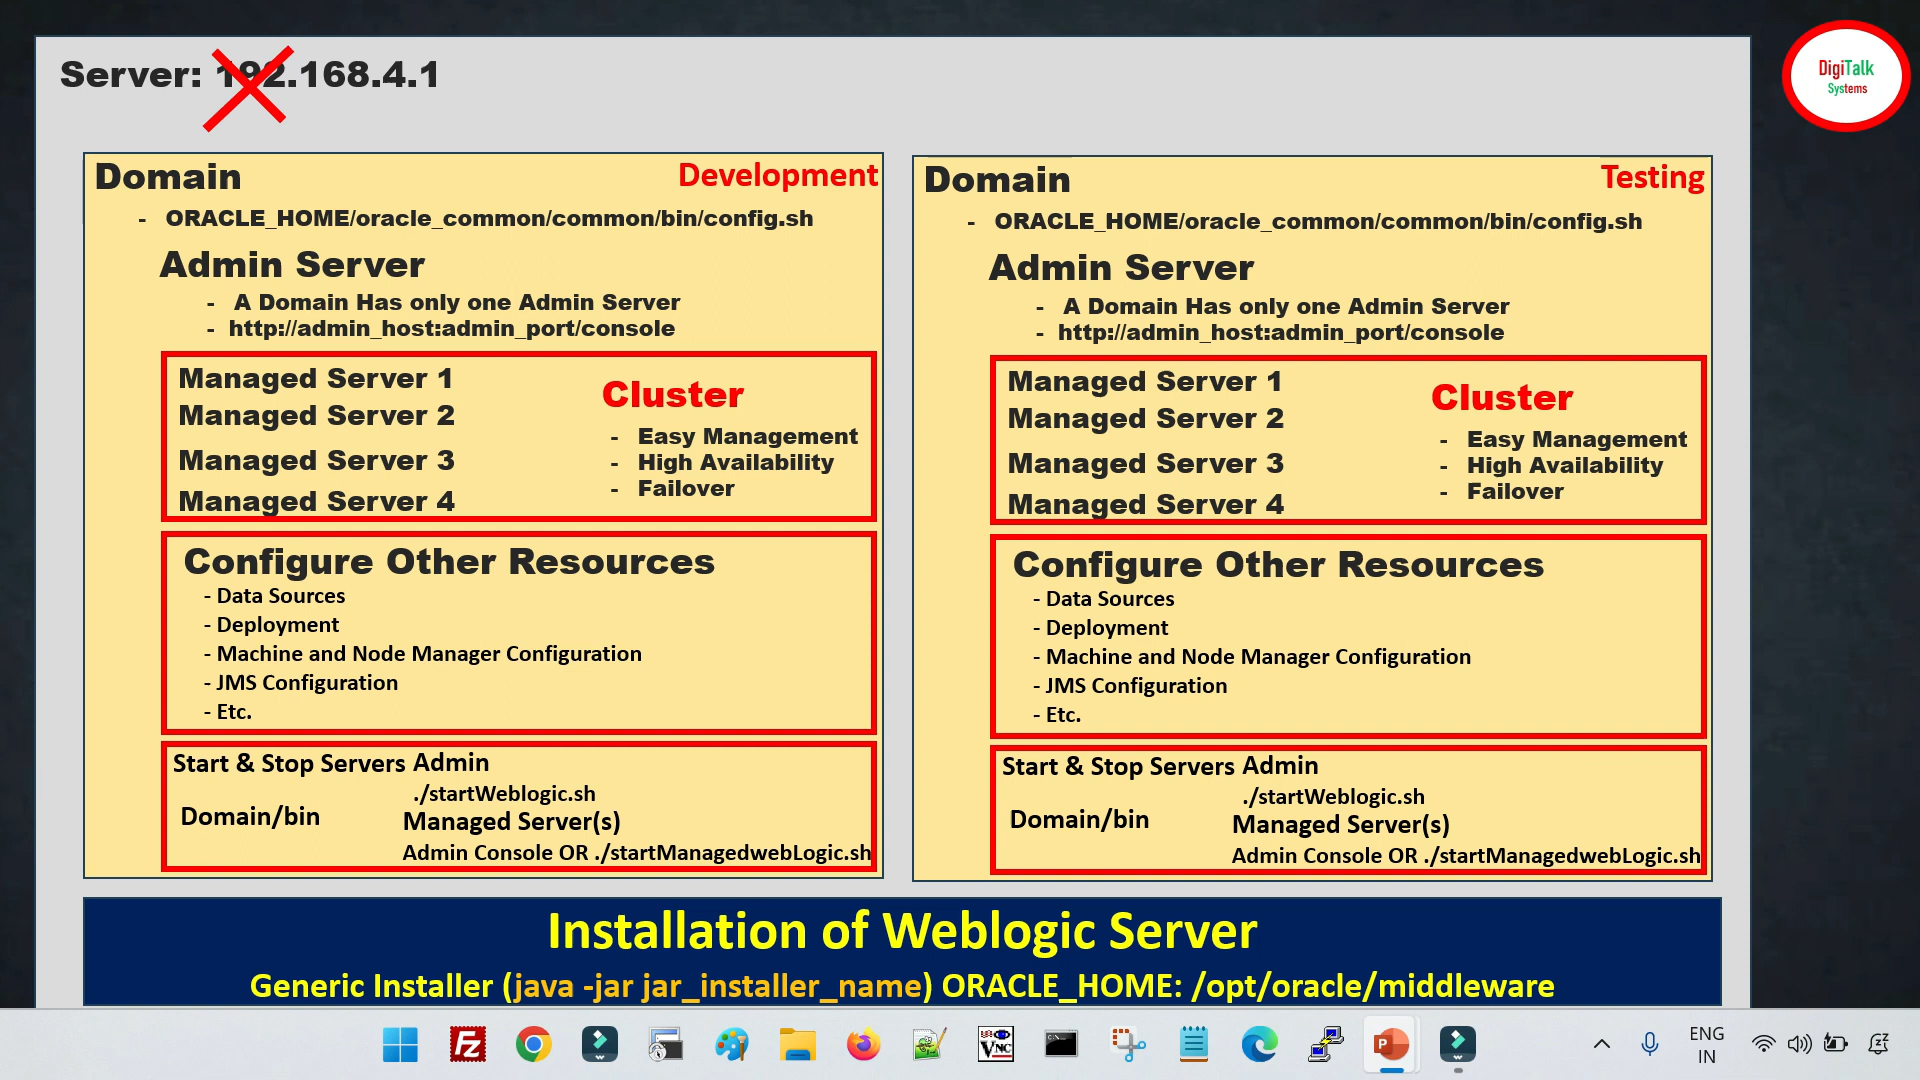 Server: 192.168.4.1
DigiTalk
Systems
Domain
Development
- ORACLE_HOME/oracle_common/common/bin/config.sh
Admin Server
- A Domain Has only one Admin Server
- http://admin_host:admin_port/console
Managed Server 1
Managed Server 2
Managed Server 3
Managed Server 4
Cluster
- Easy Management
- High Availability
- Failover
Configure Other Resources
- Data Sources
- Deployment
- Machine and Node Manager Configuration
- JMS Configuration
- Etc.
Start & Stop Servers
Domain/bin
Admin
./startWeblogic.sh
Managed Server(s)
Admin Console OR ./startManagedwebLogic.sh
Domain
Testing
- ORACLE_HOME/oracle_common/common/bin/config.sh
Admin Server
- A Domain Has only one Admin Server
- http://admin_host:admin_port/console
Managed Server 1
Managed Server 2
Managed Server 3
Managed Server 4
Cluster
- Easy Management
- High Availability
- Failover
Configure Other Resources
- Data Sources
- Deployment
- Machine and Node Manager Configuration
- JMS Configuration
- Etc.
Start & Stop Servers
Domain/bin
Admin
./startWeblogic.sh
Managed Server(s)
Admin Console OR ./startManagedwebLogic.sh
Installation of Weblogic Server
Generic Installer (java -jar jar_installer_name) ORACLE_HOME: /opt/oracle/middleware
ENG
IN